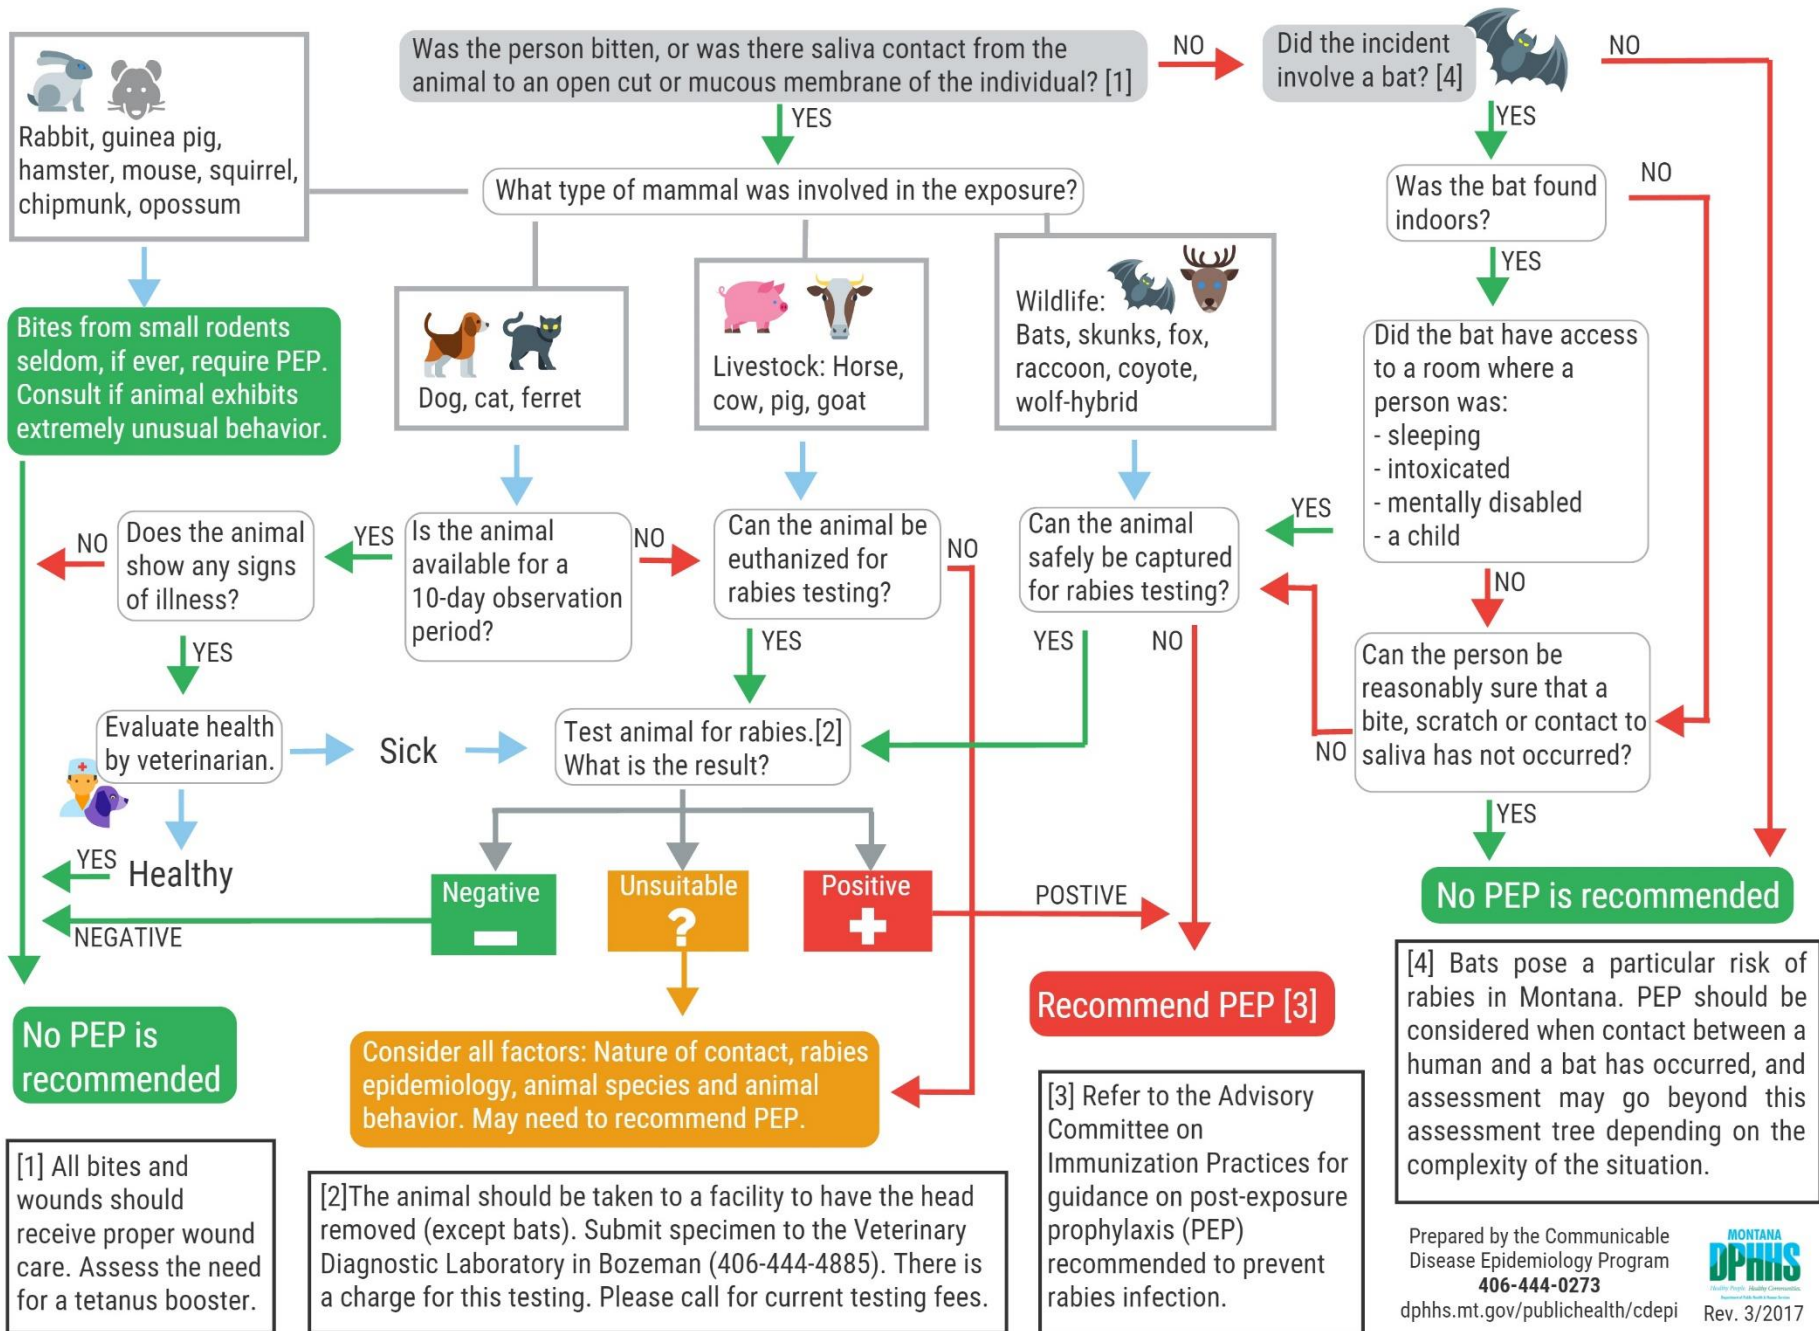 Was the person bitten, or was there saliva contact from the
animal to an open cut or mucous membrane of the individual? [1]
NO
Did the incident
involve a bat? [4]
NO
YES
YES
Rabbit, guinea pig,
hamster, mouse, squirrel,
chipmunk, opossum
What type of mammal was involved in the exposure?
Was the bat found
indoors?
NO
YES
Bites from small rodents
seldom, if ever, require PEP.
Consult if animal exhibits
extremely unusual behavior.
Dog, cat, ferret
Livestock: Horse,
cow, pig, goat
Wildlife:
Bats, skunks, fox,
raccoon, coyote,
wolf-hybrid
Did the bat have access
to a room where a
person was:
- sleeping
- intoxicated
- mentally disabled
- a child
NO
Does the animal
show any signs
of illness?
YES
Is the animal
available for a
10-day observation
period?
NO
Can the animal be
euthanized for
rabies testing?
NO
Can the animal
safely be captured
for rabies testing?
YES
NO
YES
YES
YES
NO
Can the person be
reasonably sure that a
bite, scratch or contact to
saliva has not occurred?
NO
YES
Evaluate health
by veterinarian.
Sick
Test animal for rabies.[2]
What is the result?
YES
Healthy
NEGATIVE
Negative
Unsuitable
?
Positive
POSTIVE
No PEP is recommended
No PEP is
recommended
Consider all factors: Nature of contact, rabies
epidemiology, animal species and animal
behavior. May need to recommend PEP.
Recommend PEP [3]
[1] All bites and
wounds should
receive proper wound
care. Assess the need
for a tetanus booster.
[2]The animal should be taken to a facility to have the head
removed (except bats). Submit specimen to the Veterinary
Diagnostic Laboratory in Bozeman (406-444-4885). There is
a charge for this testing. Please call for current testing fees.
[3] Refer to the Advisory
Committee on
Immunization Practices for
guidance on post-exposure
prophylaxis (PEP)
recommended to prevent
rabies infection.
[4] Bats pose a particular risk of
rabies in Montana. PEP should be
considered when contact between a
human and a bat has occurred, and
assessment may go beyond this
assessment tree depending on the
complexity of the situation.
Prepared by the Communicable
Disease Epidemiology Program
406-444-0273
dphhs.mt.gov/publichealth/cdepi
MONTANA
DPHHS
Healthy People. Healthy Communities.
Rev. 3/2017